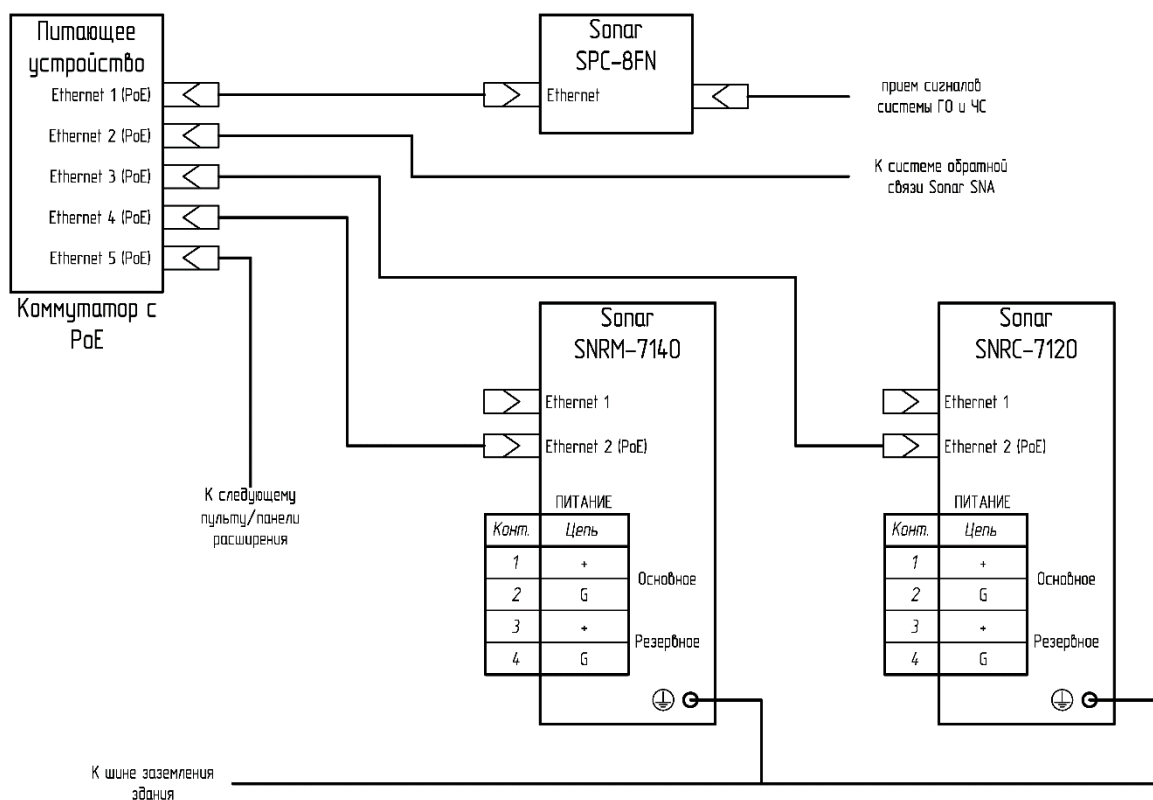 Питающее
устройство
Ethernet 1 (PoE)
Ethernet 2 (PoE)
Ethernet 3 (PoE)
Ethernet 4 (PoE)
Ethernet 5 (PoE)
Коммутатор с
PoE
Sonar
SPC-8FN
Ethernet
прием сигналов
системы ГО и ЧС
К системе обратной
связи Sonar SNA
К следующему
пульту/панели
расширения
Sonar
SNRM-7140
Ethernet 1
Ethernet 2 (PoE)
ПИТАНИЕ
Конт. Цепь
1 +
2 G
Основное
3 +
4 G
Резервное
Sonar
SNRC-7120
Ethernet 1
Ethernet 2 (PoE)
ПИТАНИЕ
Конт. Цепь
1 +
2 G
Основное
3 +
4 G
Резервное
К шине заземления
здания